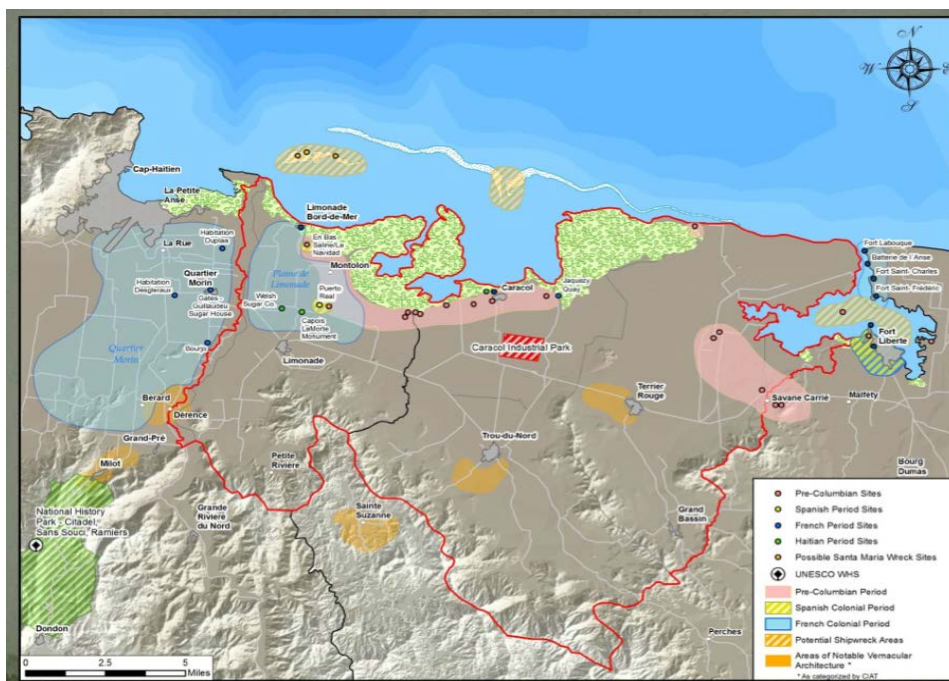 N
W
E
S
Cap-Haitien
La Petite
Anse
Limonade
Bord-de-Mer
La Rue
Habitation
Duplaa
En Bas
Saline/La
Navidad
Montolon
Fort Labouque
Batterie de l'Anse
Fort Saint- Charles
Fort Saint- Frédéric
Habitation
Desglereaux
Quartier
Morin
Gates -
Guillaudeu
Sugar House
Plaine de
Limonade
Welsh
Sugar Co.
Puerto
Real
Capois
LaMorte
Monument
Caracol
Jaquezy
Quay
Caracol Industrial Park
Fort
Liberte
Quartier
Morin
Bourjs
Limonade
Terrier
Rouge
Savane Carrié
Malfety
Berard
Dérence
Grand-Pré
Milot
Petite
Rivière
Trou-du-Nord
Bourg
Dumas
National History
Park - Citadel,
Sans Souci, Ramiers
Grande
Rivière
du Nord
Sainte
Suzanne
Grand
Bassin
Dondon
Perches
Pre-Columbian Sites
Spanish Period Sites
French Period Sites
Haitian Period Sites
Possible Santa Maria Wreck Sites
UNESCO WHS
Pre-Columbian Period
Spanish Colonial Period
French Colonial Period
Potential Shipwreck Areas
Areas of Notable Vernacular
Architecture *
* As categorized by CIAT
0 2.5 5
Miles